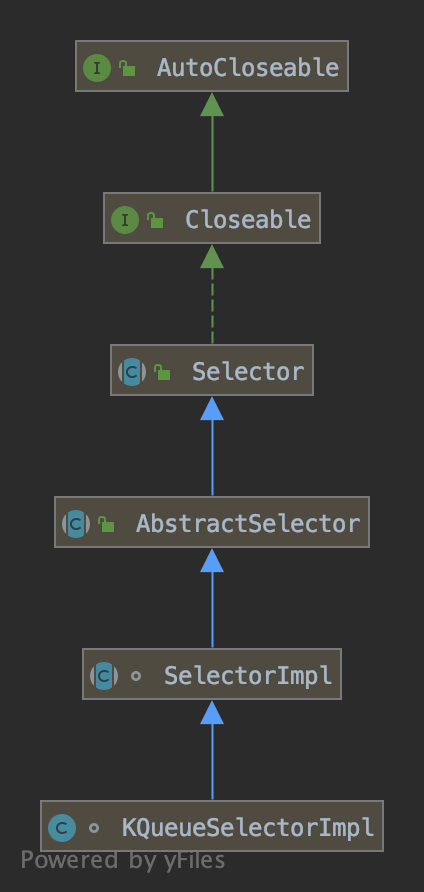 I AutoCloseable
I Closeable
C Selector
C AbstractSelector
C SelectorImpl
C KQueueSelectorImpl
Powered by yFiles